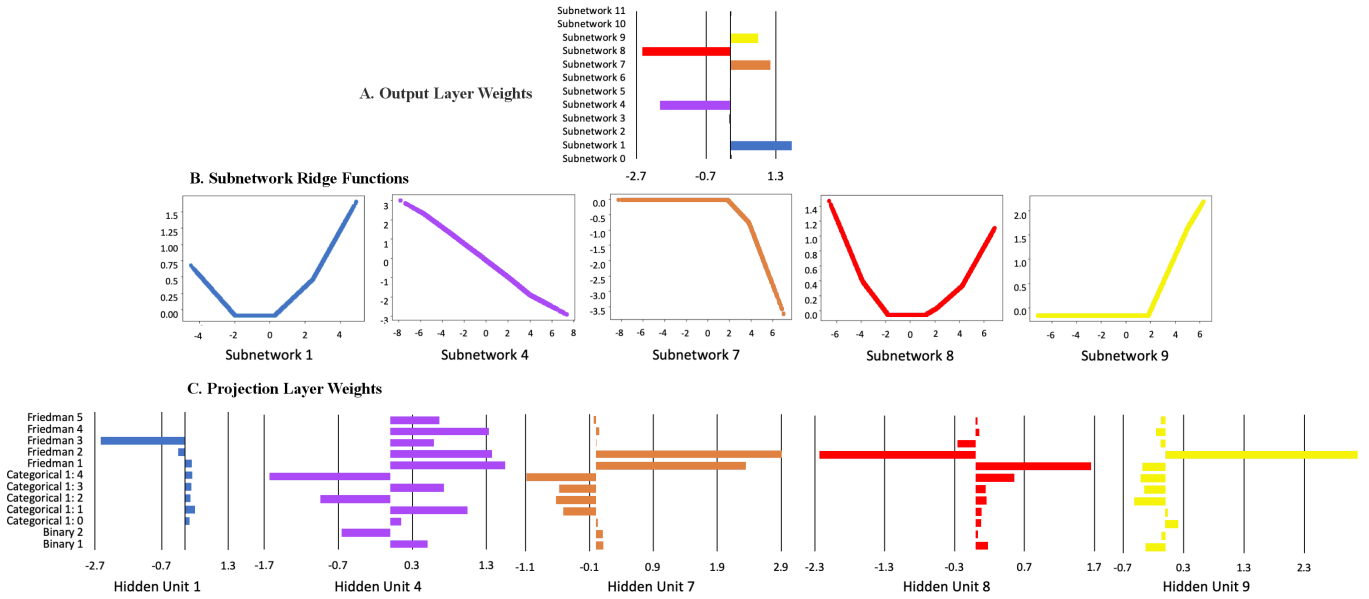 Subnetwork 11
Subnetwork 10
Subnetwork 9
Subnetwork 8
Subnetwork 7
Subnetwork 6
Subnetwork 5
Subnetwork 4
Subnetwork 3
Subnetwork 2
Subnetwork 1
Subnetwork 0
A. Output Layer Weights
-2.7 -0.7 1.3
B. Subnetwork Ridge Functions
1.5
1.25
1.00
0.75
0.5
0.25
0.00
-4 -2 0 2 4
Subnetwork 1
3
2
1
0
-1
-2
-3
-8 -6 -4 -2 0 2 4 6 8
Subnetwork 4
0.0
-0.5
-1.0
-1.5
-2.0
-2.5
-3.0
-3.5
-8 -6 -4 -2 0 2 4 6
Subnetwork 7
1.4
1.2
1.0
0.8
0.6
0.4
0.2
0.0
-6 -4 -2 0 2 4 6
Subnetwork 8
2.0
1.5
1.0
0.5
0.0
-6 -4 -2 0 2 4 6
Subnetwork 9
C. Projection Layer Weights
Friedman 5
Friedman 4
Friedman 3
Friedman 2
Friedman 1
Categorical 1: 4
Categorical 1: 3
Categorical 1: 2
Categorical 1: 1
Categorical 1: 0
Binary 2
Binary 1
-2.7 -0.7 1.3
Hidden Unit 1
-1.7 -0.7 0.3 1.3
Hidden Unit 4
-1.1 -0.1 0.9 1.9 2.9
Hidden Unit 7
-2.3 -1.3 -0.3 0.7 1.7
Hidden Unit 8
-0.7 0.3 1.3 2.3
Hidden Unit 9